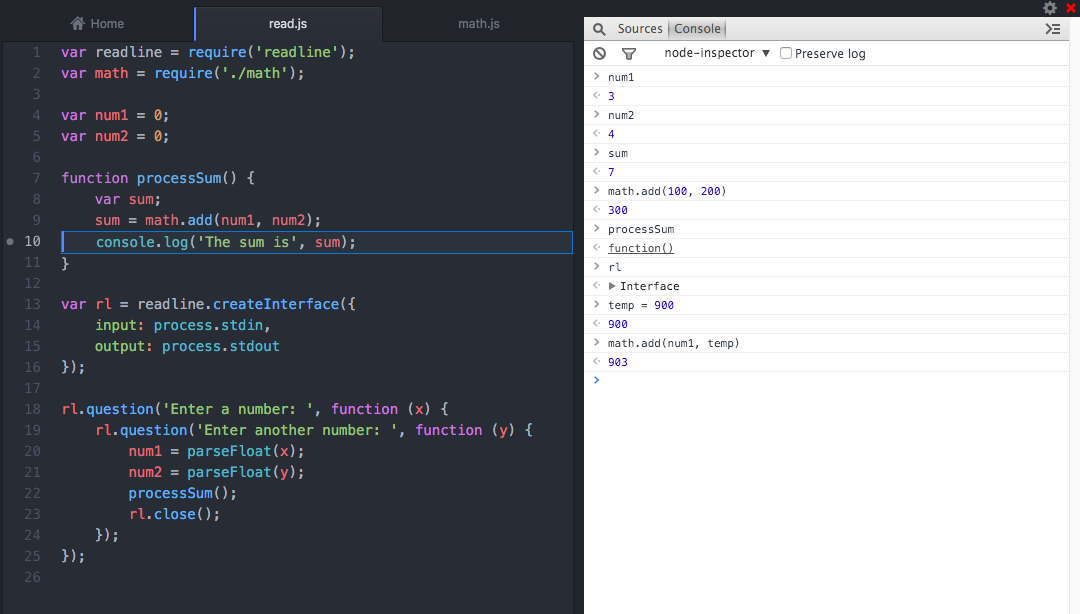 Home
read.js
math.js
1 var readline = require('readline');
2 var math = require('./math');
3
4 var num1 = 0;
5 var num2 = 0;
6
7 function processSum() {
8     var sum;
9     sum = math.add(num1, num2);
10     console.log('The sum is', sum);
11 }
12
13 var rl = readline.createInterface({
14     input: process.stdin,
15     output: process.stdout
16 });
17
18 rl.question('Enter a number: ', function (x) {
19     rl.question('Enter another number: ', function (y) {
20         num1 = parseFloat(x);
21         num2 = parseFloat(y);
22         processSum();
23         rl.close();
24     });
25 });
26
Sources Console
node-inspector ▼ Preserve log
> num1
< 3
> num2
< 4
> sum
< 7
> math.add(100, 200)
< 300
> processSum
< function()
> rl
< ▶ Interface
> temp = 900
< 900
> math.add(num1, temp)
< 903
>